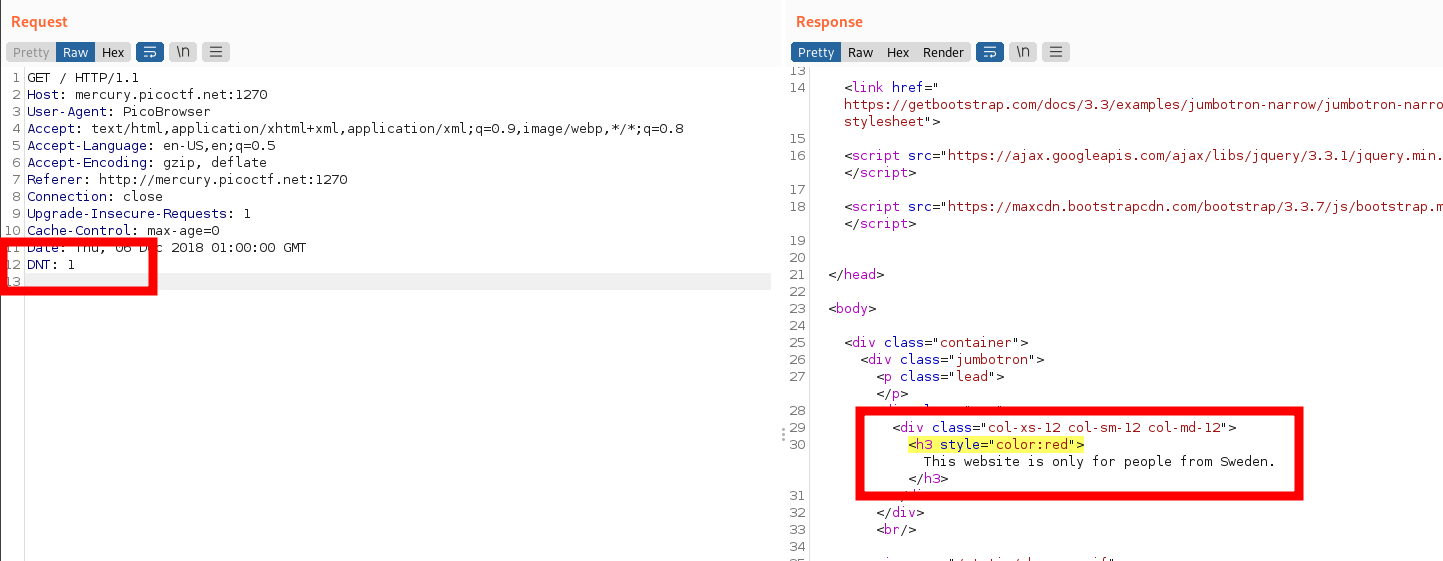 Request
Pretty Raw Hex \n
1 GET / HTTP/1.1
2 Host: mercury.picoctf.net:1270
3 User-Agent: PicoBrowser
4 Accept: text/html,application/xhtml+xml,application/xml;q=0.9,image/webp,*/*;q=0.8
5 Accept-Language: en-US,en;q=0.5
6 Accept-Encoding: gzip, deflate
7 Referer: http://mercury.picoctf.net:1270
8 Connection: close
9 Upgrade-Insecure-Requests: 1
10 Cache-Control: max-age=0
11 Date: Thu, 06 Dec 2018 01:00:00 GMT
12 DNT: 1
13
Response
Pretty Raw Hex Render \n
13
14 <link href="
https://getbootstrap.com/docs/3.3/examples/jumbotron-narrow/jumbotron-narro
stylesheet">
15
16 <script src="https://ajax.googleapis.com/ajax/libs/jquery/3.3.1/jquery.min.
</script>
17
18 <script src="https://maxcdn.bootstrapcdn.com/bootstrap/3.3.7/js/bootstrap.m
</script>
19
20
21 </head>
22
23 <body>
24
25 <div class="container">
26 <div class="jumbotron">
27 <p class="lead">
</p>
28
29 <div class="col-xs-12 col-sm-12 col-md-12">
30 <h3 style="color:red">
This website is only for people from Sweden.
</h3>
31
32 </div>
33 <br/>
34